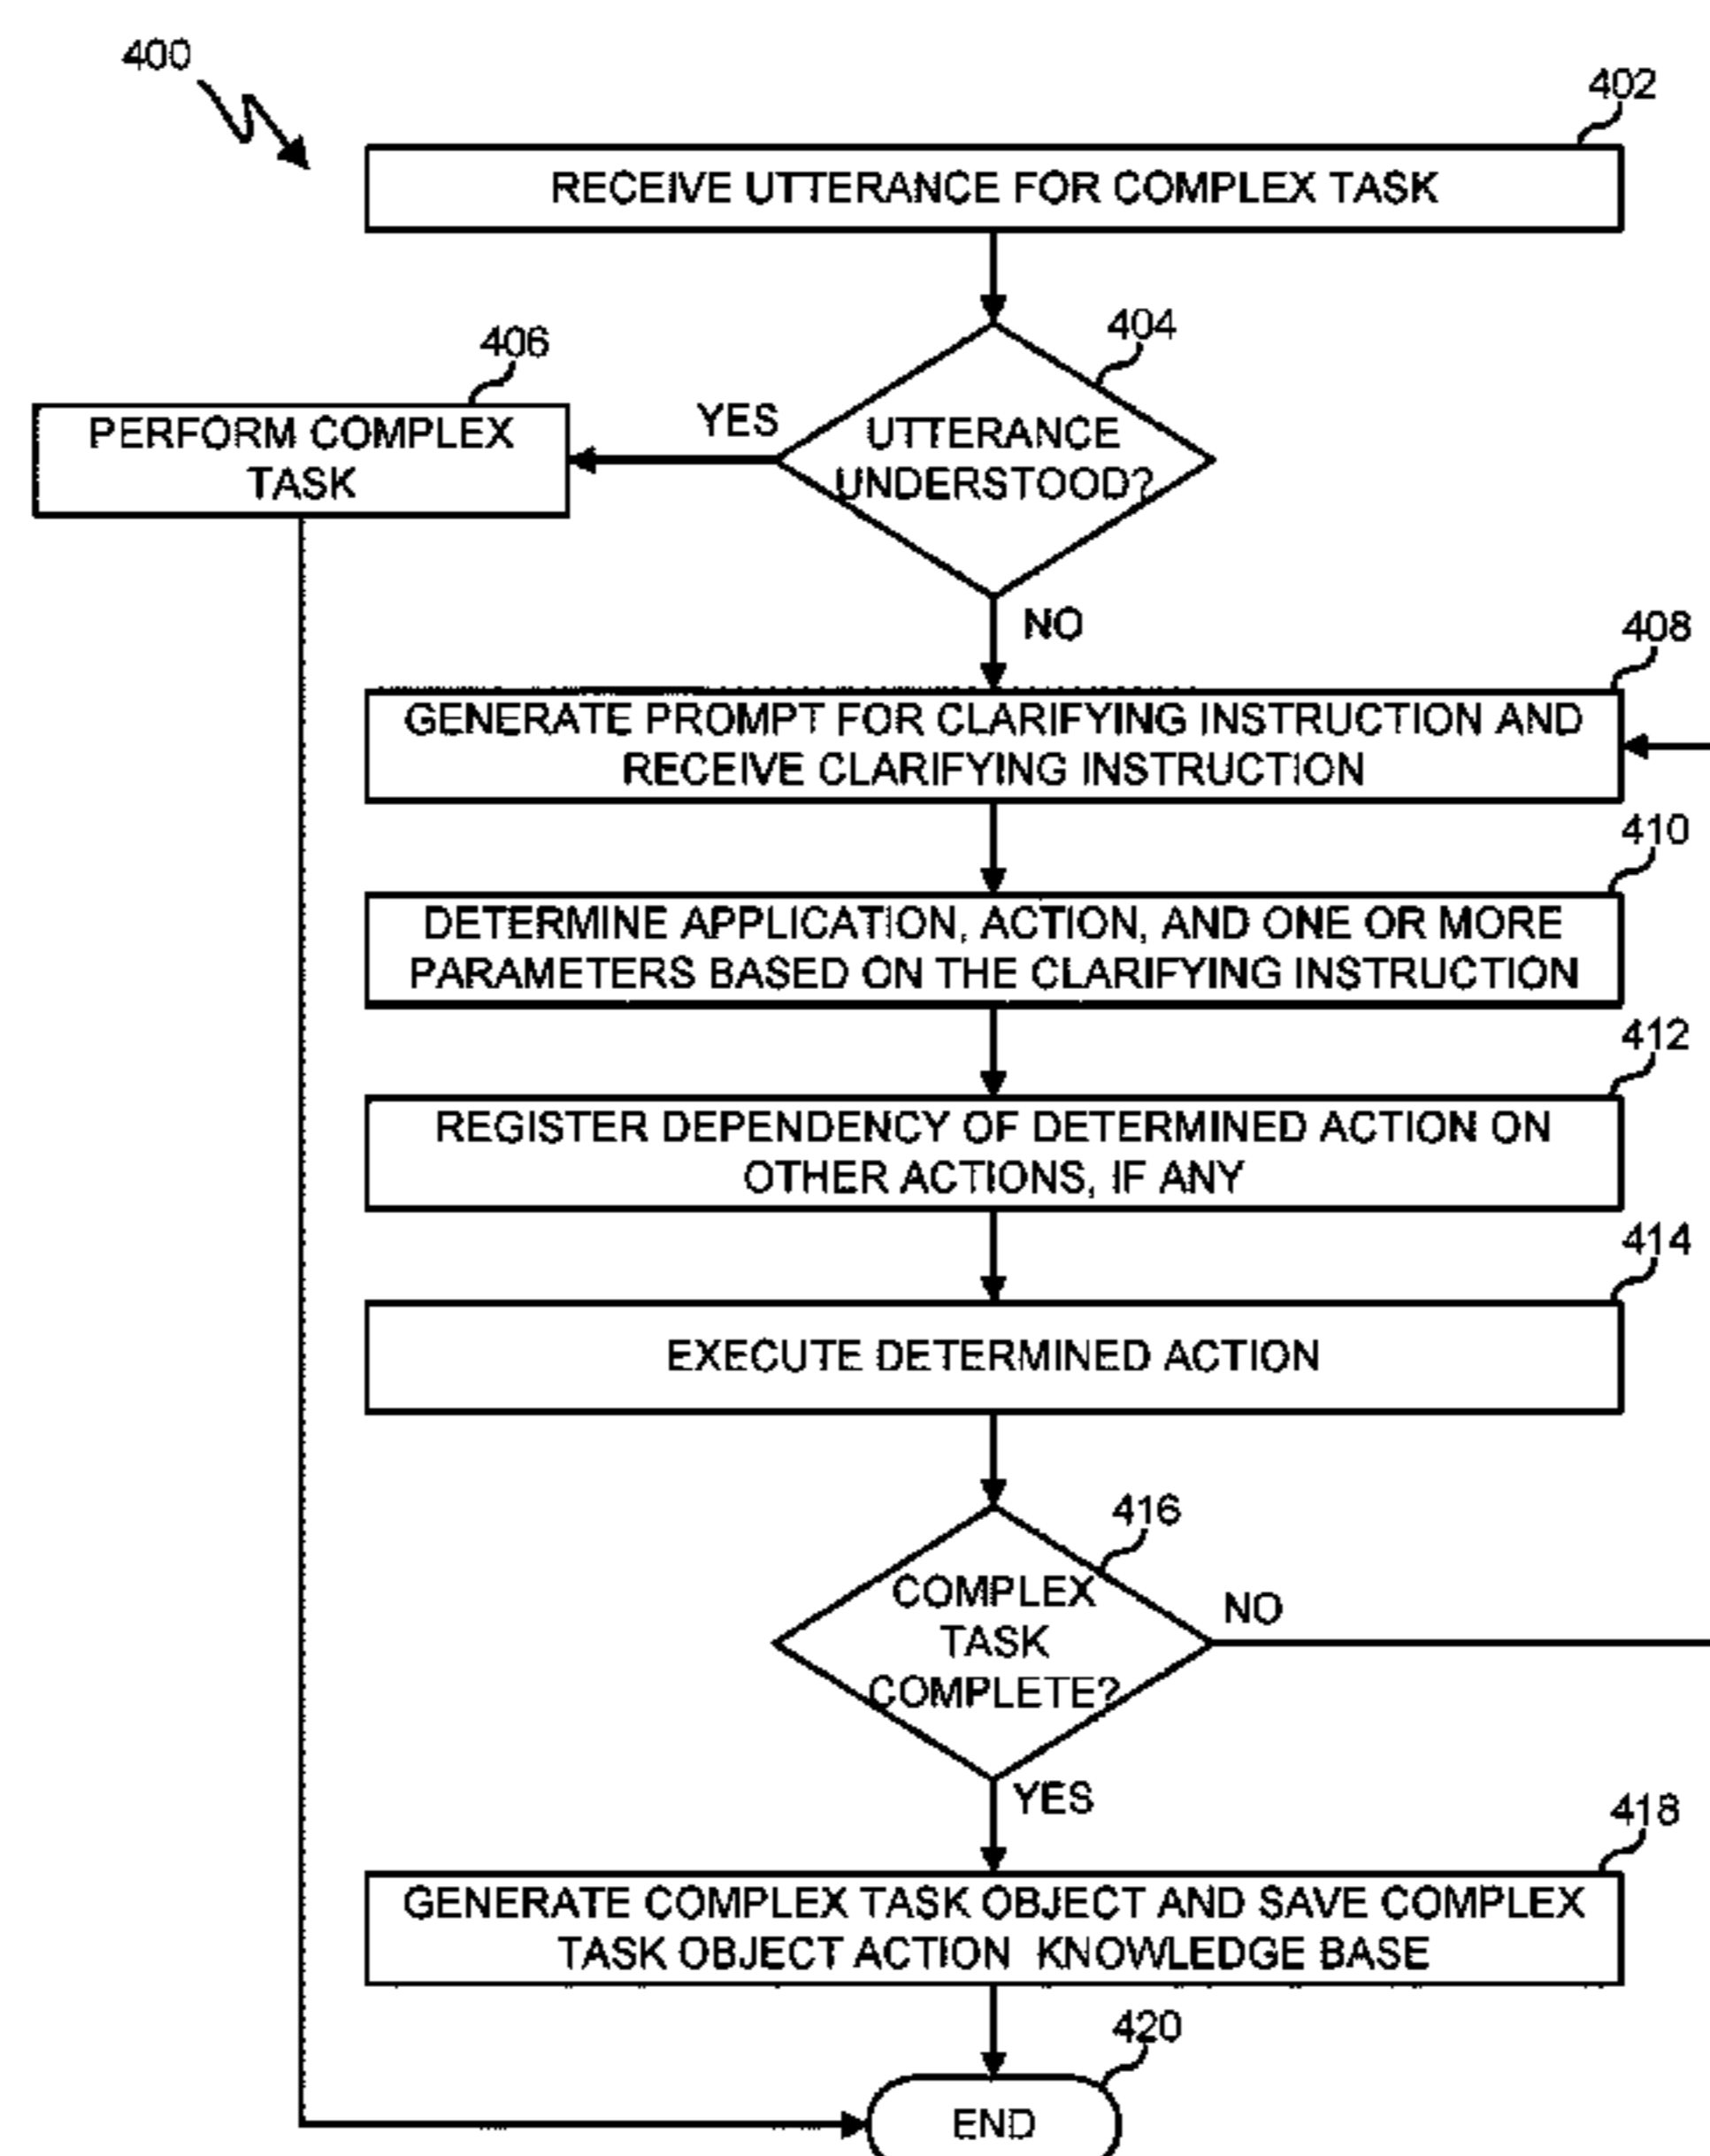 400
402
RECEIVE UTTERANCE FOR COMPLEX TASK
404
406
PERFORM COMPLEX
TASK
YES
UTTERANCE
UNDERSTOOD?
NO
408
GENERATE PROMPT FOR CLARIFYING INSTRUCTION AND
RECEIVE CLARIFYING INSTRUCTION
410
DETERMINE APPLICATION, ACTION, AND ONE OR MORE
PARAMETERS BASED ON THE CLARIFYING INSTRUCTION
412
REGISTER DEPENDENCY OF DETERMINED ACTION ON
OTHER ACTIONS, IF ANY
414
EXECUTE DETERMINED ACTION
416
COMPLEX
TASK
COMPLETE?
NO
YES
418
GENERATE COMPLEX TASK OBJECT AND SAVE COMPLEX
TASK OBJECT ACTION KNOWLEDGE BASE
420
END